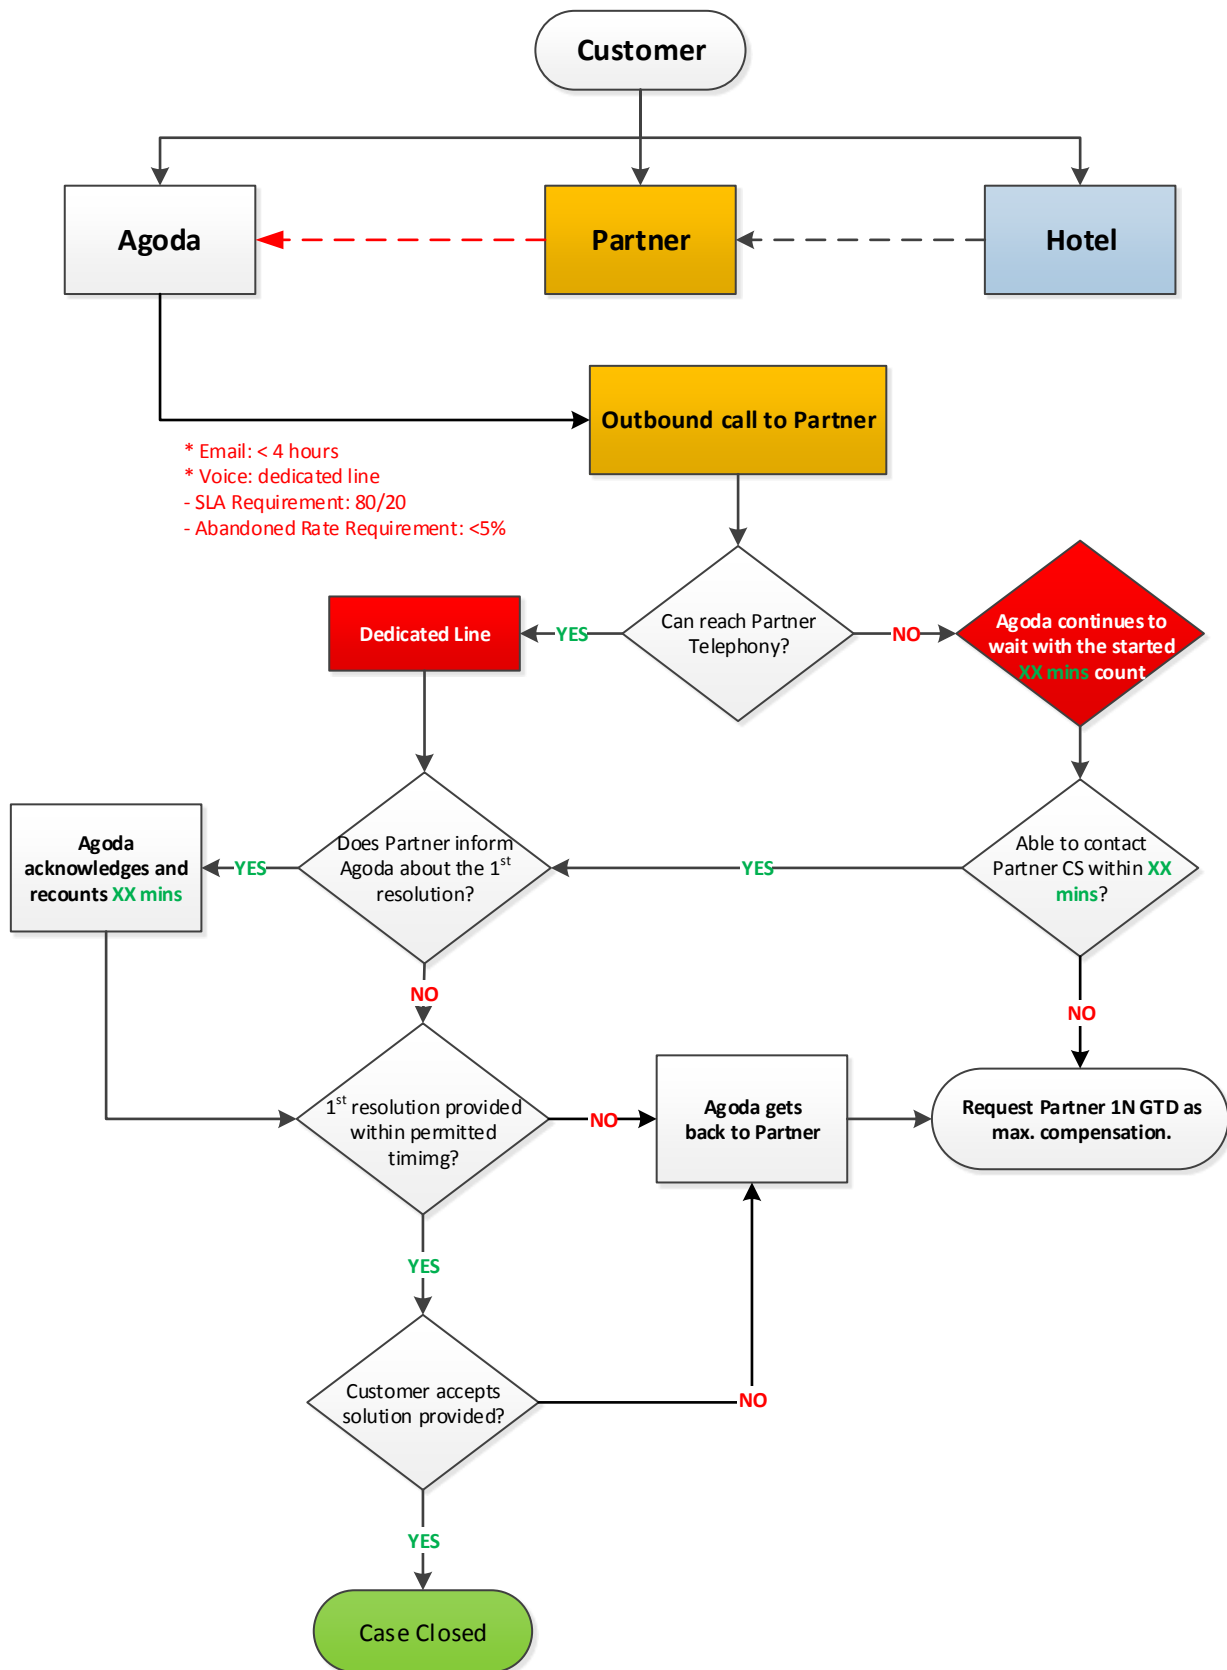 Customer
Agoda
Partner
Hotel
Outbound call to Partner
* Email: < 4 hours
* Voice: dedicated line
- SLA Requirement: 80/20
- Abandoned Rate Requirement: <5%
Dedicated Line
YES
Can reach Partner
Telephony?
NO
Agoda continues to
wait with the started
XX mins count
Agoda
acknowledges and
recounts XX mins
YES
Does Partner inform
Agoda about the 1st
resolution?
YES
Able to contact
Partner CS within XX
mins?
NO
NO
1st resolution provided
within permitted
timimg?
NO
Agoda gets
back to Partner
Request Partner 1N GTD as
max. compensation.
YES
Customer accepts
solution provided?
NO
YES
Case Closed